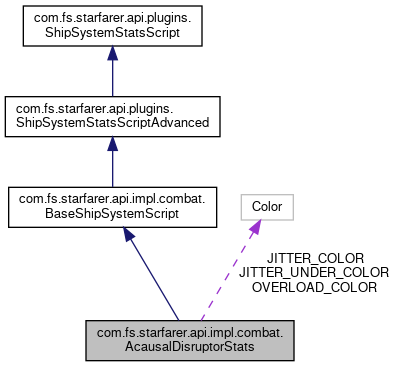 com.fs.starfarer.api.plugins.
ShipSystemStatsScript
com.fs.starfarer.api.plugins.
ShipSystemStatsScriptAdvanced
com.fs.starfarer.api.impl.combat.
BaseShipSystemScript
Color
JITTER_COLOR
JITTER_UNDER_COLOR
OVERLOAD_COLOR
com.fs.starfarer.api.impl.combat.
AcausalDisruptorStats